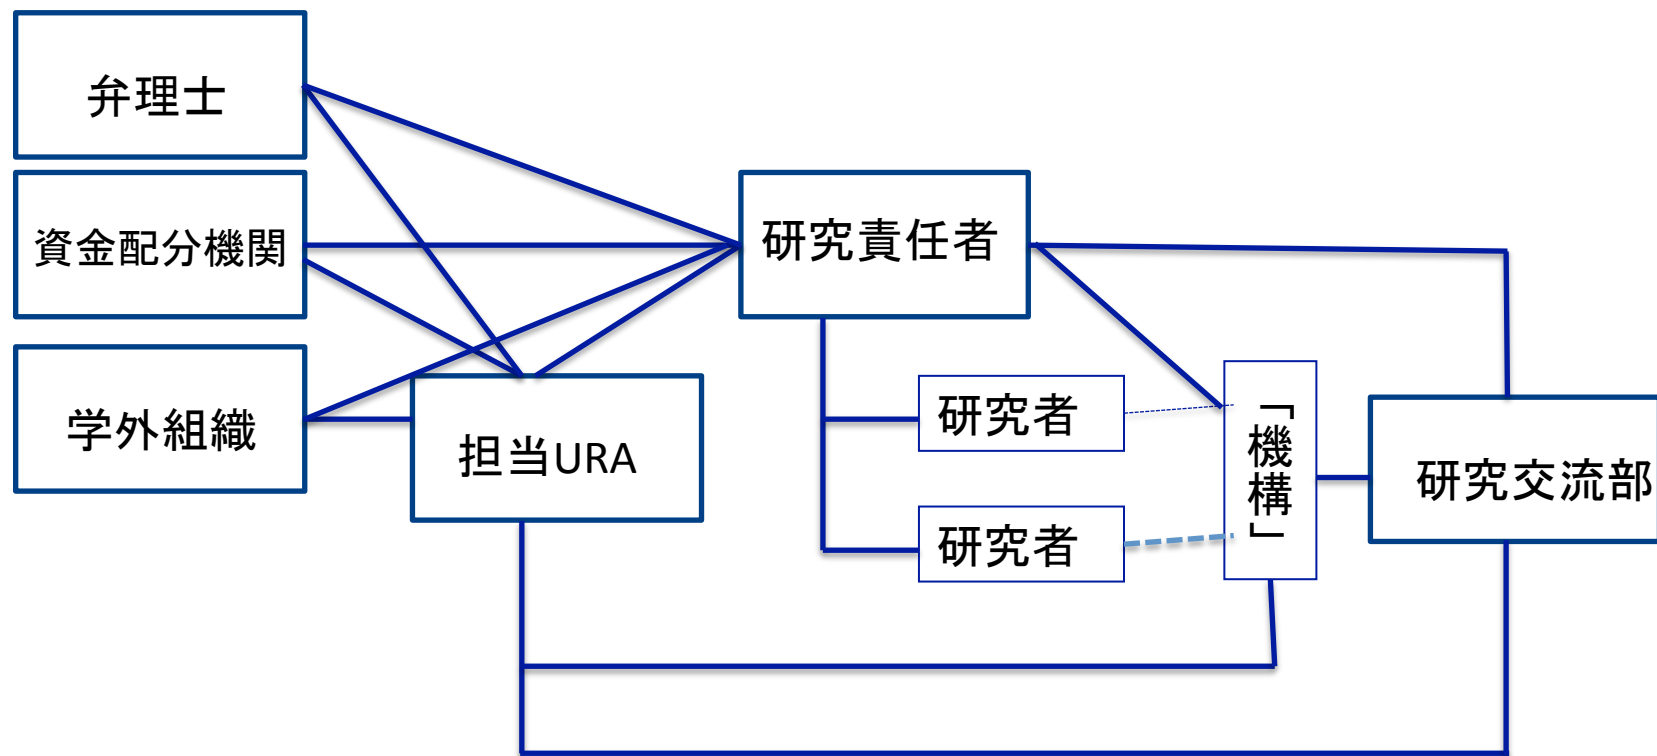 弁理士
資金配分機関
学外組織
担当URA
研究責任者
研究者
研究者
「機構」
研究交流部